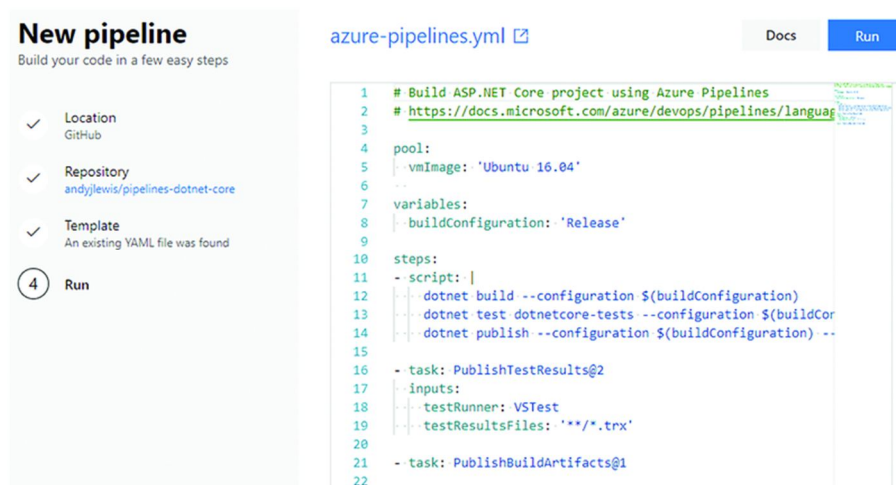 New pipeline
Build your code in a few easy steps
Location
GitHub
Repository
andyjlewis/pipelines-dotnet-core
Template
An existing YAML file was found
4 Run
azure-pipelines.yml
Docs
Run
1 # Build ASP.NET Core project using Azure Pipelines
2 # https://docs.microsoft.com/azure/devops/pipelines/languag
3
4 pool:
5 vmImage: 'Ubuntu 16.04'
6
7 variables:
8 buildConfiguration: 'Release'
9
10 steps:
11 - script: |
12 dotnet build --configuration $(buildConfiguration)
13 dotnet test dotnetcore-tests --configuration $(buildCor
14 dotnet publish --configuration $(buildConfiguration) --
15
16 - task: PublishTestResults@2
17 inputs:
18 testRunner: VSTest
19 testResultsFiles: '**/*.trx'
20
21 - task: PublishBuildArtifacts@1
22